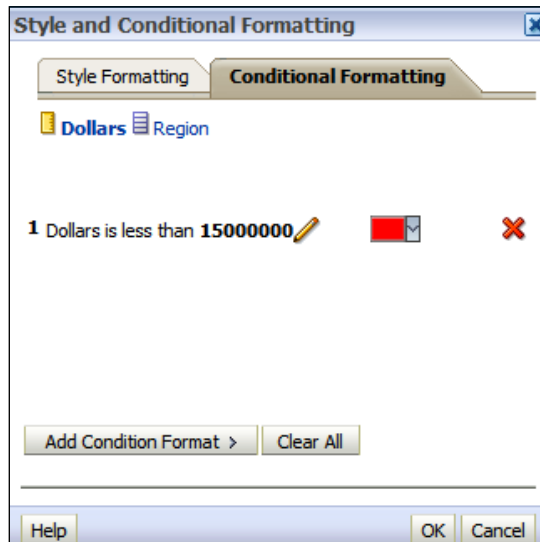 Style and Conditional Formatting
Style Formatting Conditional Formatting
Dollars Region
1 Dollars is less than 15000000
Add Condition Format > Clear All
Help OK Cancel